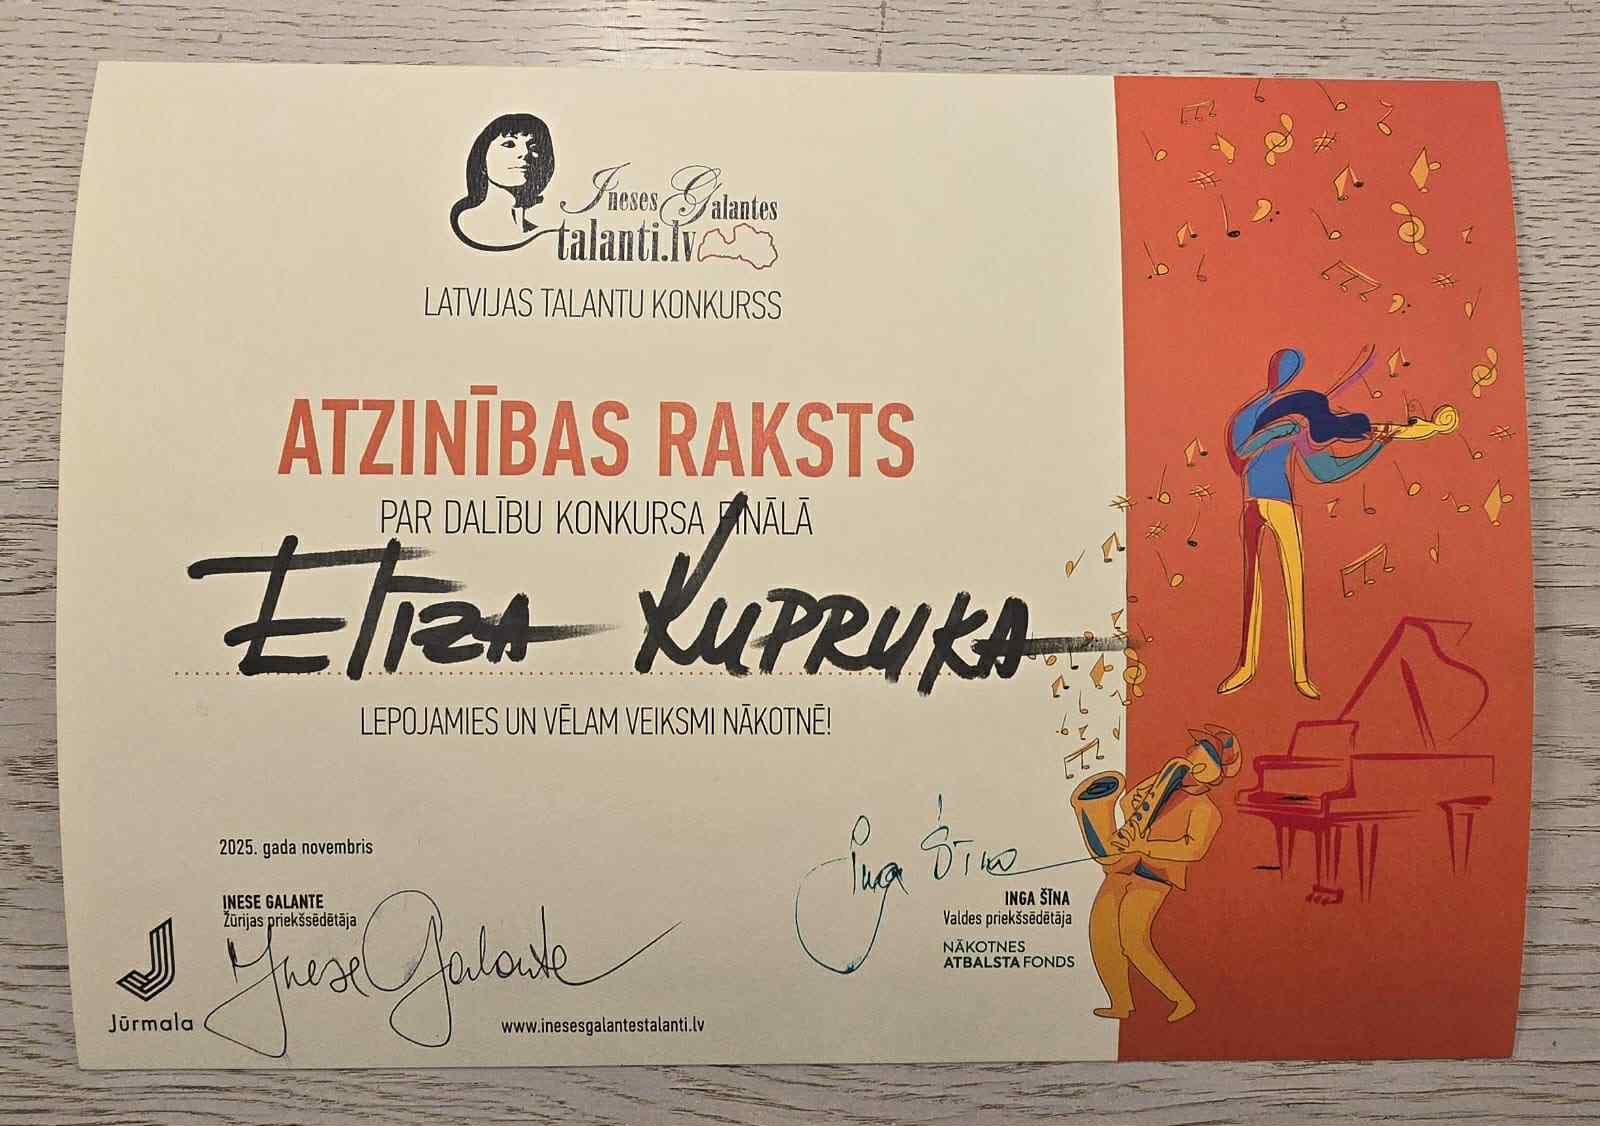 Ineses Galantes
talanti.lv
LATVIJAS TALANTU KONKURSS
ATZINĪBAS RAKSTS
PAR DALĪBU KONKURSA FINĀLĀ
Elīza Kupruka
LEPOJAMIES UN VĒLAM VEIKSMI NĀKOTNĒ!
2025. gada novembris
INESE GALANTE
Žūrijas priekšsēdētāja
Inese Galante
Inga Šīna
INGA ŠĪNA
Valdes priekšsēdētāja
NĀKOTNES
ATBALSTA FONDS
Jūrmala
www.inesesgalantestalanti.lv